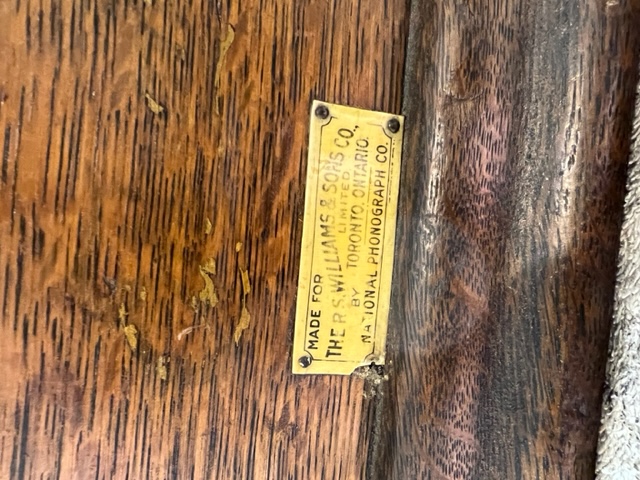 MADE FOR
THE R.S. WILLIAMS & SONS CO.,
LIMITED
BY TORONTO, ONTARIO.
NATIONAL PHONOGRAPH CO.